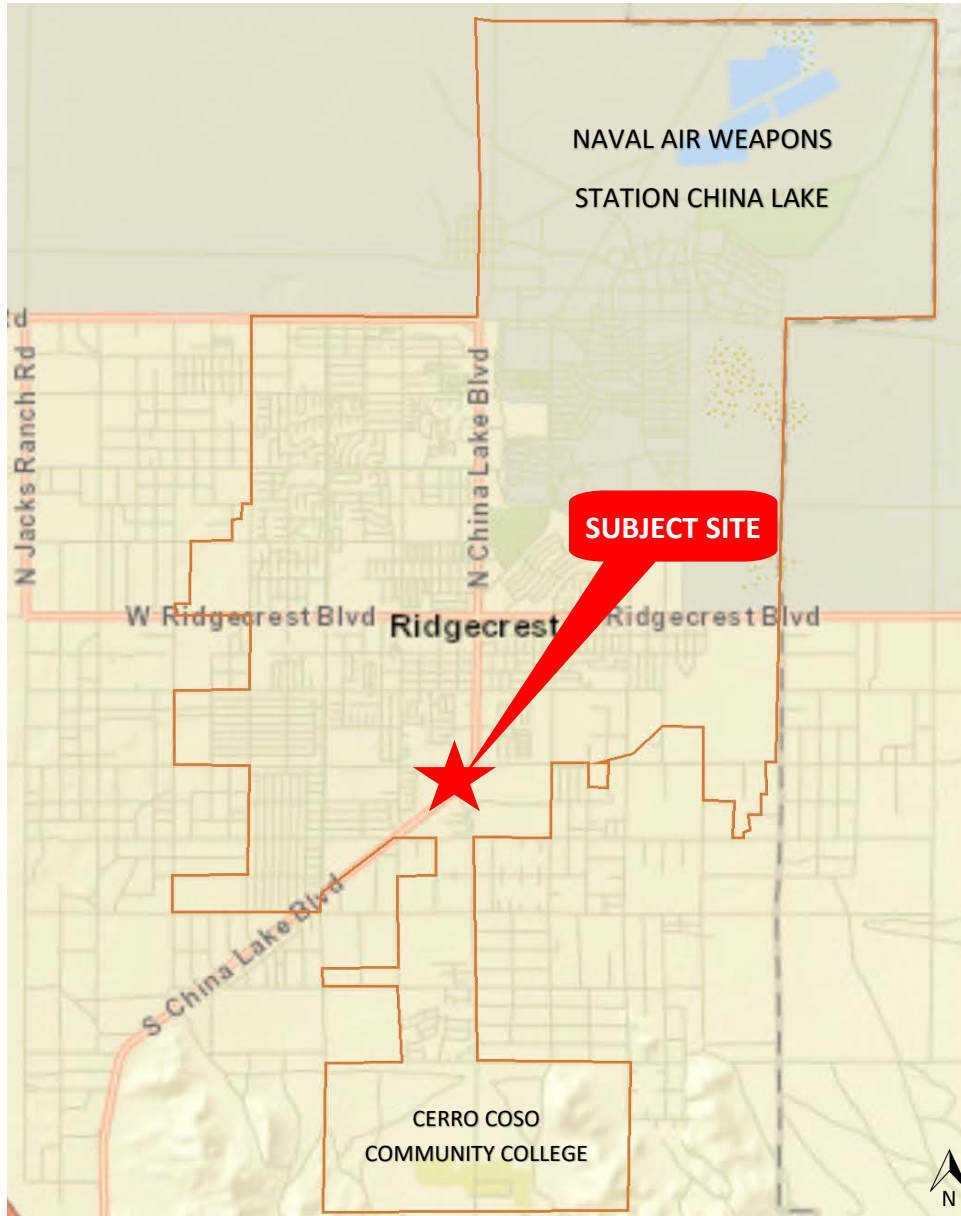 NAVAL AIR WEAPONS
STATION CHINA LAKE
Rd
N Jacks Ranch Rd
N China Lake Blvd
SUBJECT SITE
W Ridgecrest Blvd
Ridgecrest
Ridgecrest Blvd
S China Lake Blvd
CERRO COSO
COMMUNITY COLLEGE
N